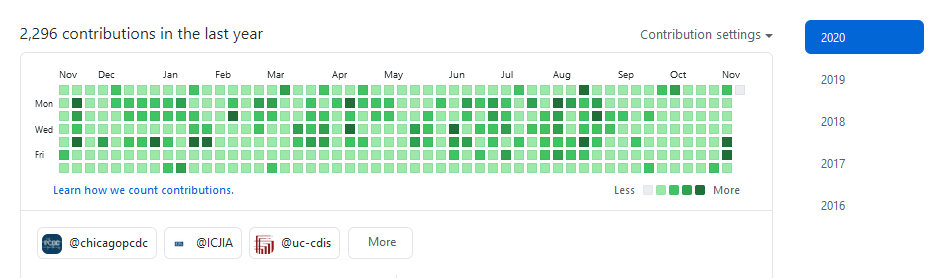 2,296 contributions in the last year
Contribution settings
2020
2019
2018
2017
2016
Nov Dec Jan Feb Mar Apr May Jun Jul Aug Sep Oct Nov
Mon
Wed
Fri
Learn how we count contributions.
Less More
@chicagopcdc @ICJIA @uc-cdis More